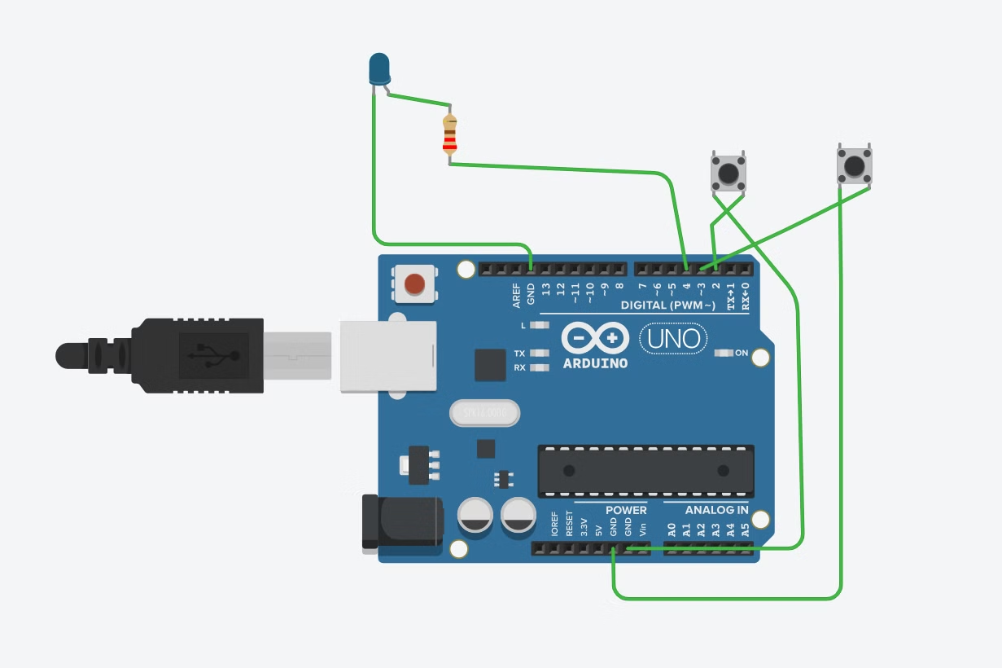 AREF
GND
13
12
~11
~10
~9
8
7
~6
~5
4
~3
2
TX→1
RX←0
DIGITAL (PWM~)
L
TX
RX
ARDUINO
UNO
ON
POWER
ANALOG IN
IOREF
RESET
3.3V
5V
GND
GND
Vin
A0
A1
A2
A3
A4
A5